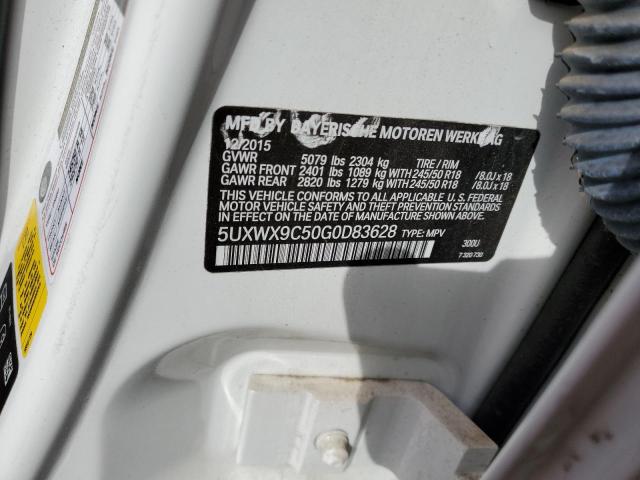 MFD BY BAYERISCHE MOTOREN WERKE AG
12/2015
GVWR 5079 lbs 2304 kg TIRE / RIM
GAWR FRONT 2401 lbs 1089 kg WITH 245/50 R18 /8.0J x 18
GAWR REAR 2820 lbs 1279 kg WITH 245/50 R18 /8.0J x 18
THIS VEHICLE CONFORMS TO ALL APPLICABLE U.S. FEDERAL
MOTOR VEHICLE SAFETY AND THEFT PREVENTION STANDARDS
IN EFFECT ON THE DATE OF MANUFACTURE SHOWN ABOVE.
5UXWX9C50G0D83628 TYPE: MPV
300U
7 320 730